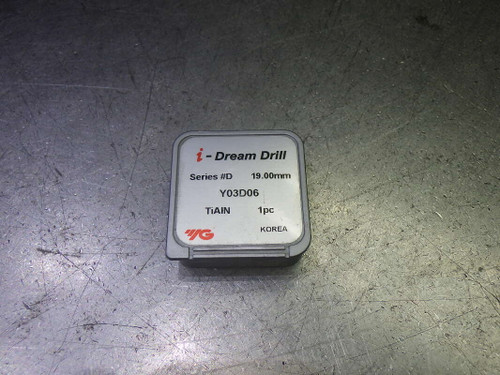 i - Dream Drill
Series #D 19.00mm
Y03D06
TiAlN 1pc
YG KOREA